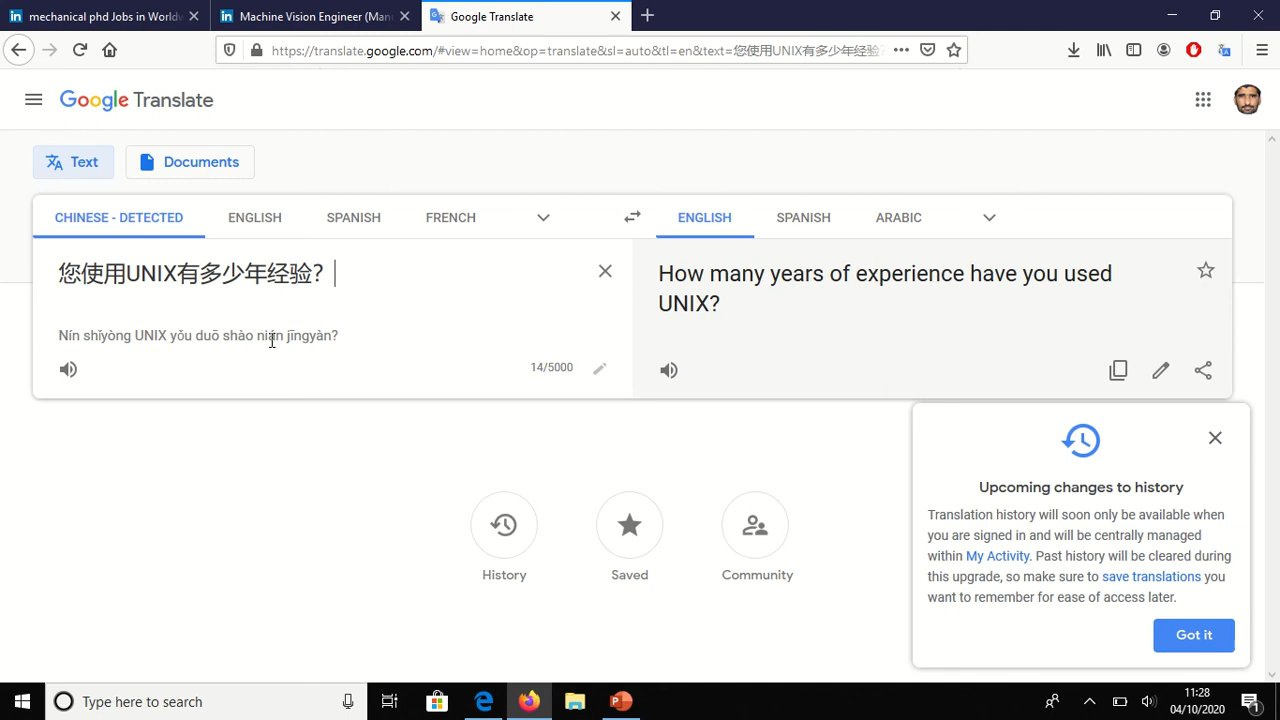 mechanical phd Jobs in Worldw
Machine Vision Engineer (Man
Google Translate
https://translate.google.com/#view=home&op=translate&sl=auto&tl=en&text=您使用UNIX有多少年经验?
Google Translate
Text
Documents
CHINESE - DETECTED
ENGLISH
SPANISH
FRENCH
ENGLISH
SPANISH
ARABIC
您使用UNIX有多少年经验？
How many years of experience have you used
UNIX?
Nín shǐyòng UNIX yǒu duō shào nián jīngyàn?
14/5000
Upcoming changes to history
Translation history will soon only be available when
you are signed in and will be centrally managed
within My Activity. Past history will be cleared during
this upgrade, so make sure to save translations you
want to remember for ease of access later.
Got it
History
Saved
Community
Type here to search
11:28
04/10/2020
1